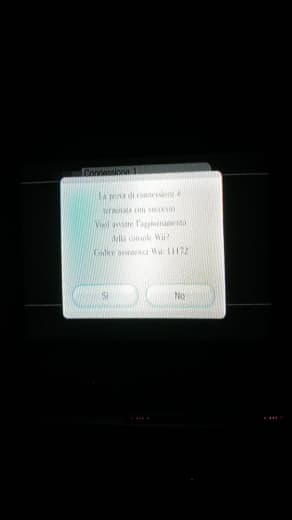 Connessione 1
La prova di connessione è
terminata con successo.
Vuoi avviare l'aggiornamento
della console Wii?
Codice assistenza Wii: 11172
Sì
No